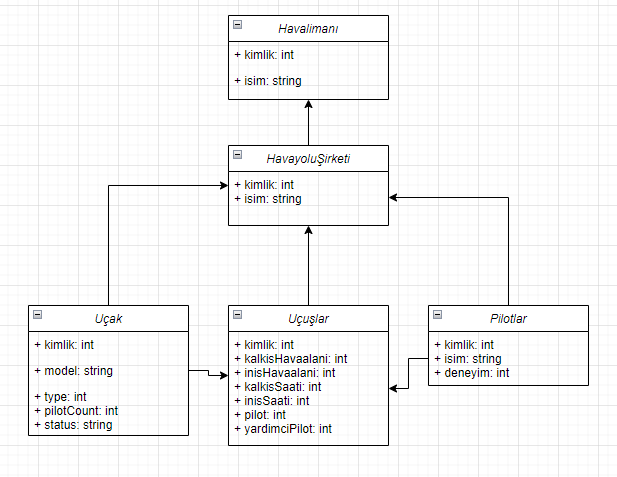 Havalimanı
+ kimlik: int
+ isim: string
HavayoluŞirketi
+ kimlik: int
+ isim: string
Uçak
+ kimlik: int
+ model: string
+ type: int
+ pilotCount: int
+ status: string
Uçuşlar
+ kimlik: int
+ kalkisHavaalani: int
+ inisHavaalani: int
+ kalkisSaati: int
+ inisSaati: int
+ pilot: int
+ yardimciPilot: int
Pilotlar
+ kimlik: int
+ isim: string
+ deneyim: int